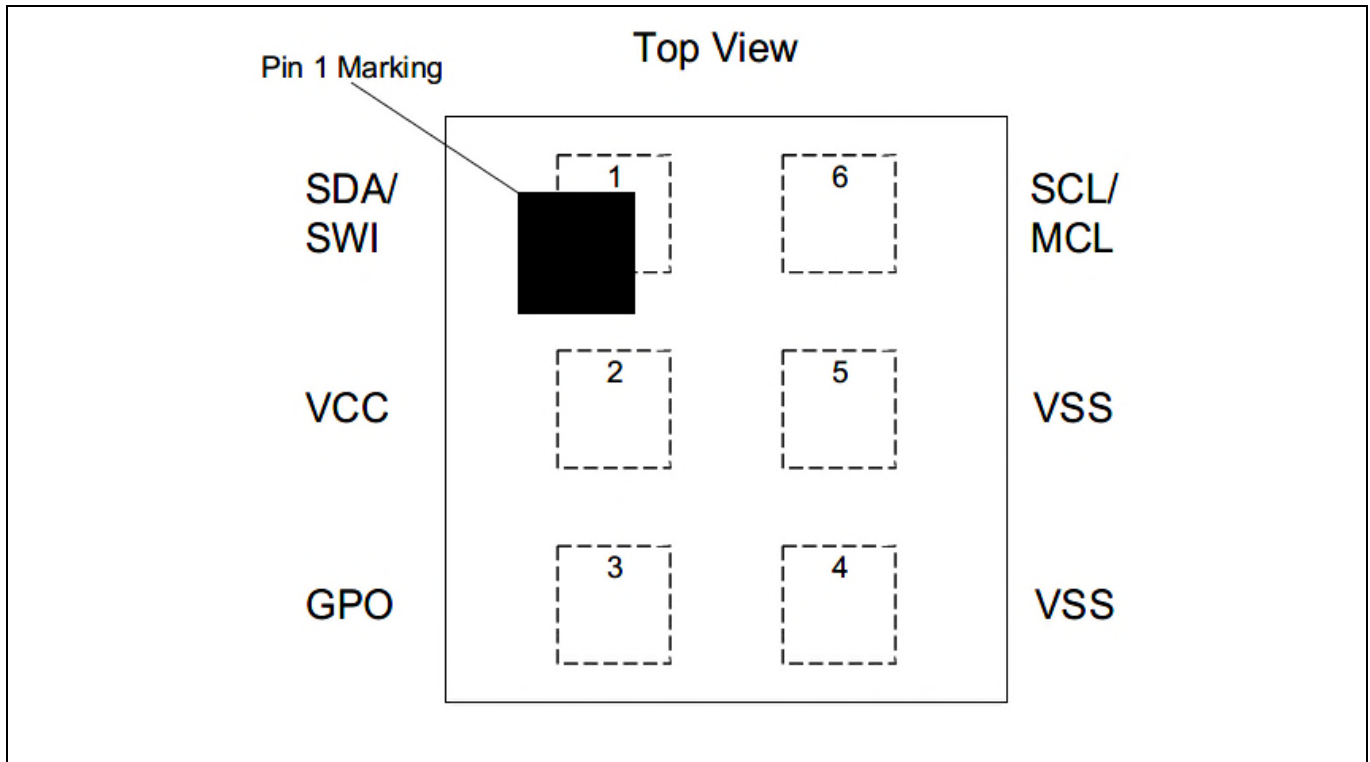 Top View
Pin 1 Marking
1
6
SDA/
SWI
SCL/
MCL
2
5
VCC
VSS
3
4
GPO
VSS